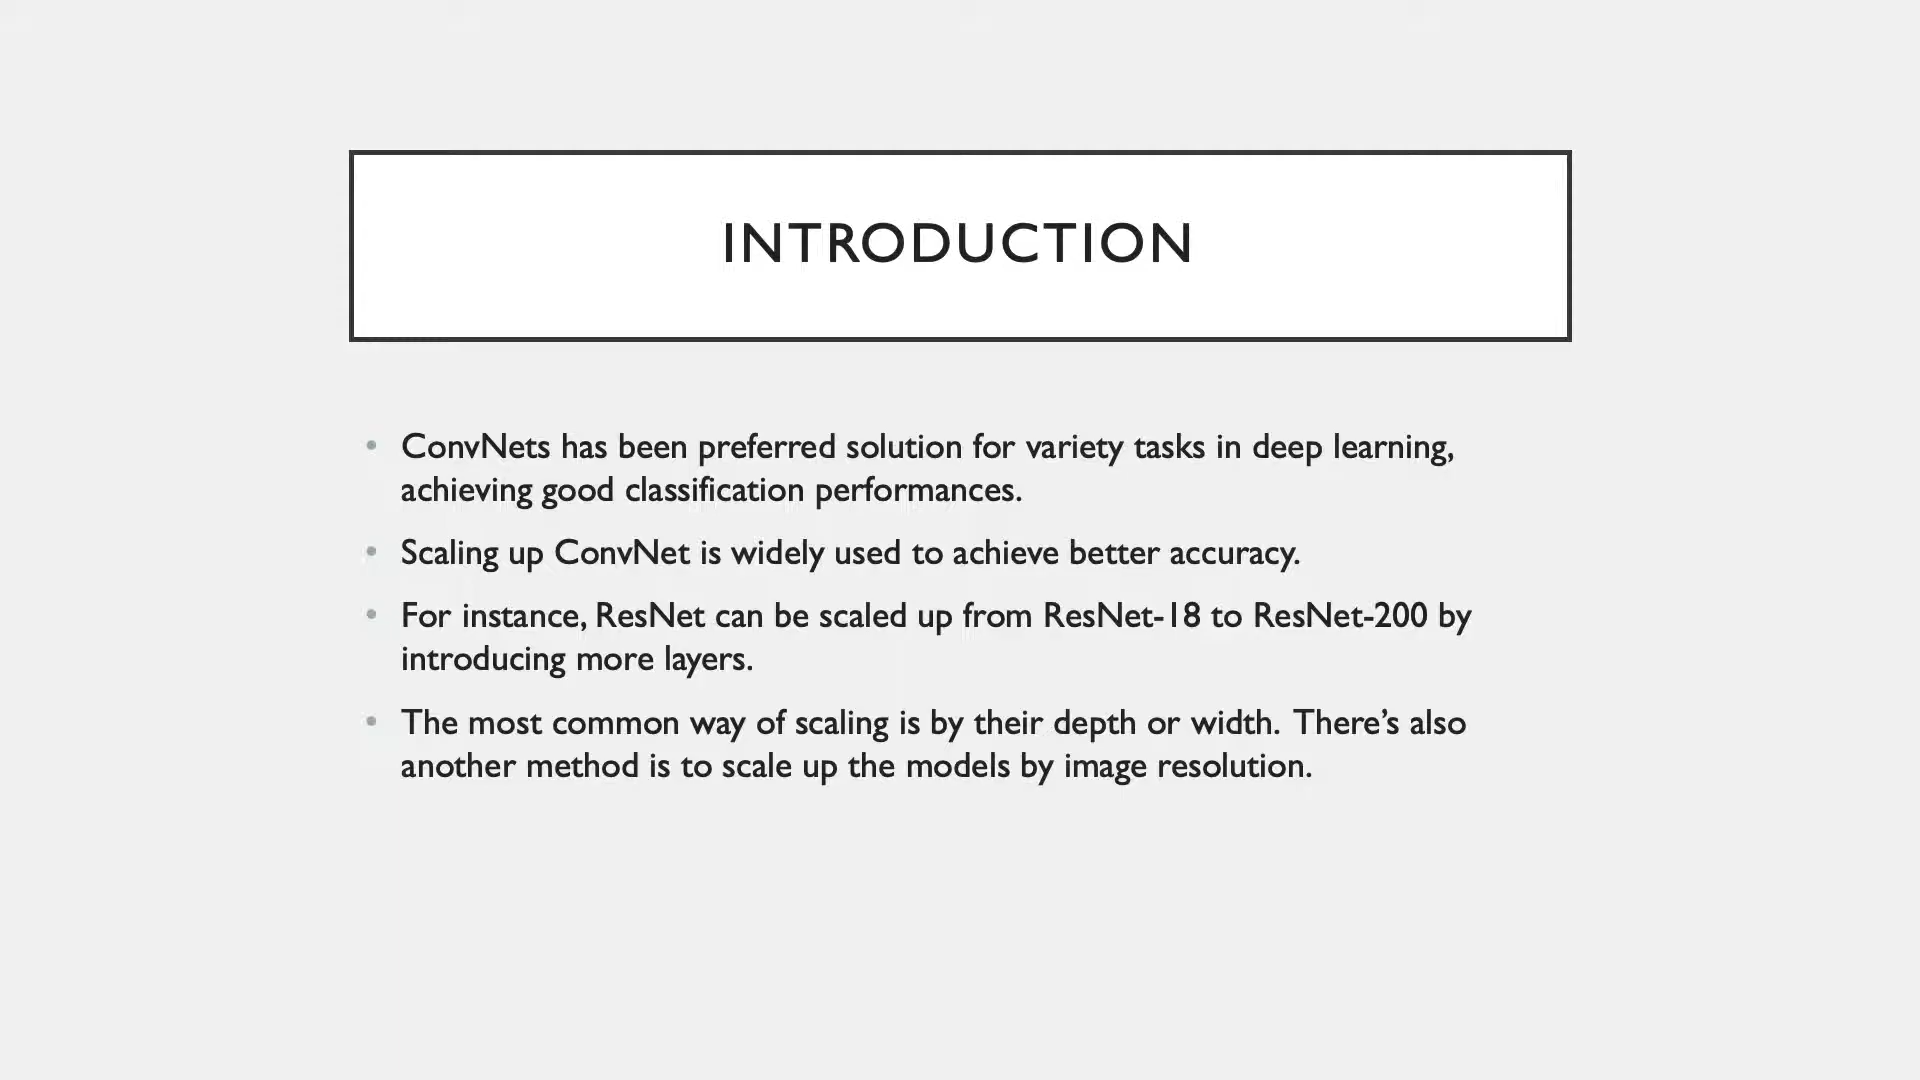 INTRODUCTION
• ConvNets has been preferred solution for variety tasks in deep learning,
achieving good classification performances.
• Scaling up ConvNet is widely used to achieve better accuracy.
• For instance, ResNet can be scaled up from ResNet-18 to ResNet-200 by
introducing more layers.
• The most common way of scaling is by their depth or width. There’s also
another method is to scale up the models by image resolution.